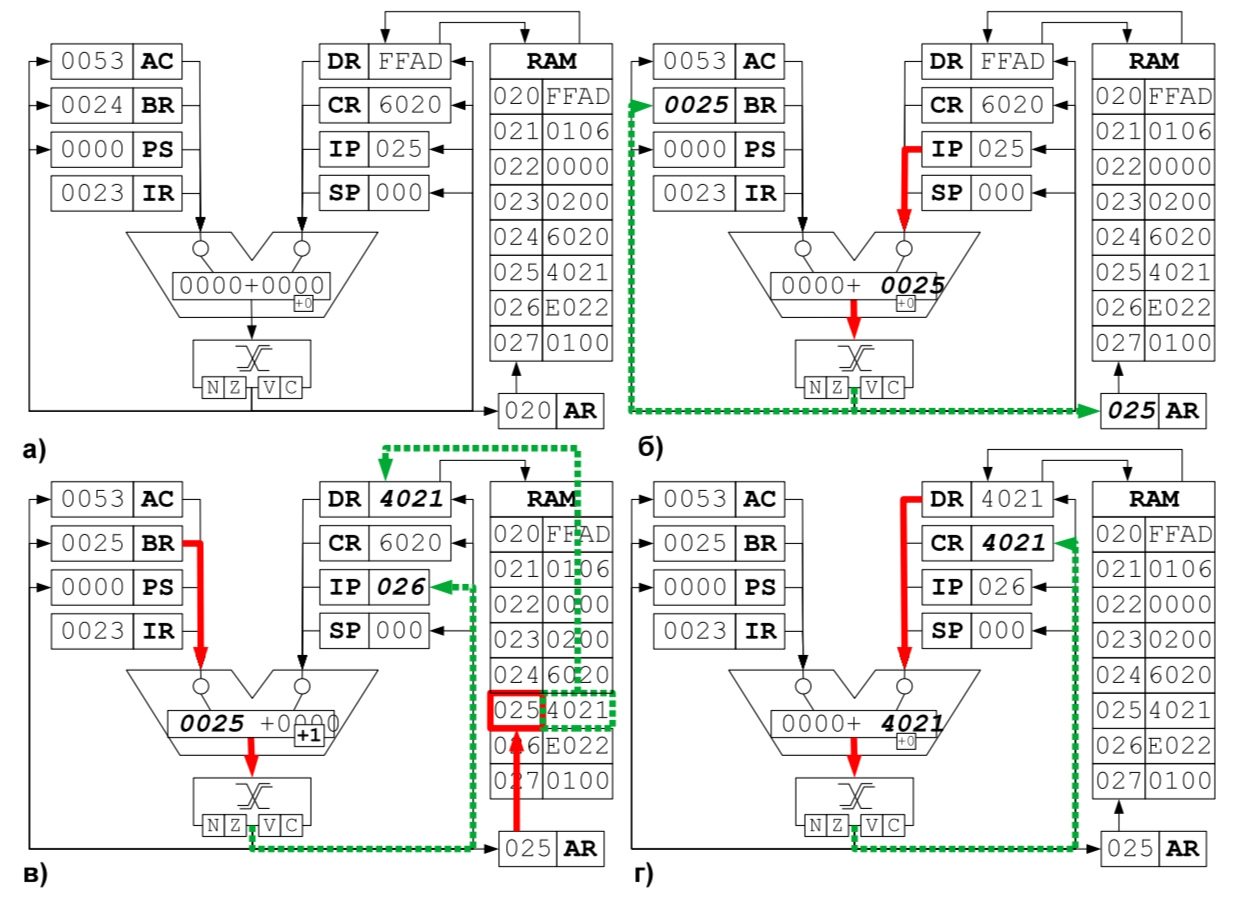 0053 AC DR FFAD RAM
020 FFAD
0024 BR CR 6020
021 0106
0000 PS IP 025
022 0000
0023 IR SP 000
023 0200
024 6020
0000+0000
025 4021
+0
026 E022
027 0100
N Z V C
020 AR
а)
0053 AC DR FFAD RAM
020 FFAD
0025 BR CR 6020
021 0106
0000 PS IP 025
022 0000
0023 IR SP 000
023 0200
024 6020
0000+ 0025
025 4021
+0
026 E022
027 0100
N Z V C
025 AR
б)
0053 AC DR 4021 RAM
020 FFAD
0025 BR CR 6020
021 0106
0000 PS IP 026
022 0000
0023 IR SP 000
023 0200
024 6020
0025 +0000
025 4021
+1
026 E022
027 0100
N Z V C
025 AR
в)
0053 AC DR 4021 RAM
020 FFAD
0025 BR CR 4021
021 0106
0000 PS IP 026
022 0000
0023 IR SP 000
023 0200
024 6020
0000+ 4021
025 4021
+0
026 E022
027 0100
N Z V C
025 AR
г)